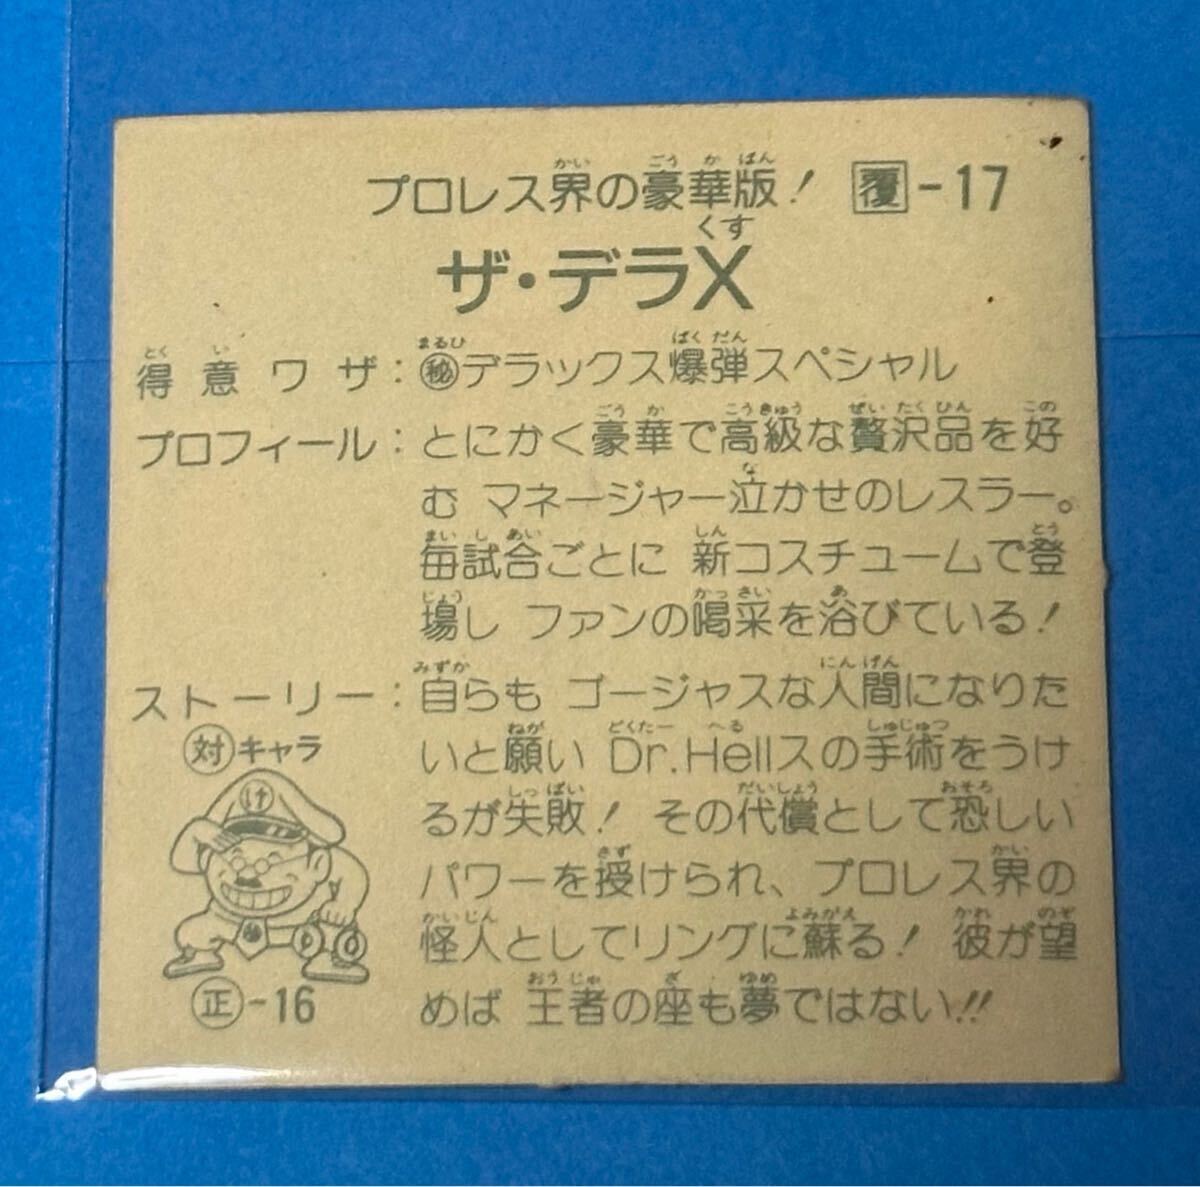 プロレス界の豪華版! 覆-17
ザ・デラX
得意ワザ:㊙デラックス爆弾スペシャル
プロフィール:とにかく豪華で高級な贅沢品を好
む マネージャー泣かせのレスラー。
毎試合ごとに 新コスチュームで登
場し ファンの喝采を浴びている!
ストーリー:自らも ゴージャスな人間になりた
いと願い Dr.Hellスの手術をうけ
るが失敗! その代償として恐しい
パワーを授けられ、プロレス界の
怪人としてリングに蘇る! 彼が望
めば 王者の座も夢ではない!!
対キャラ
け
正-16